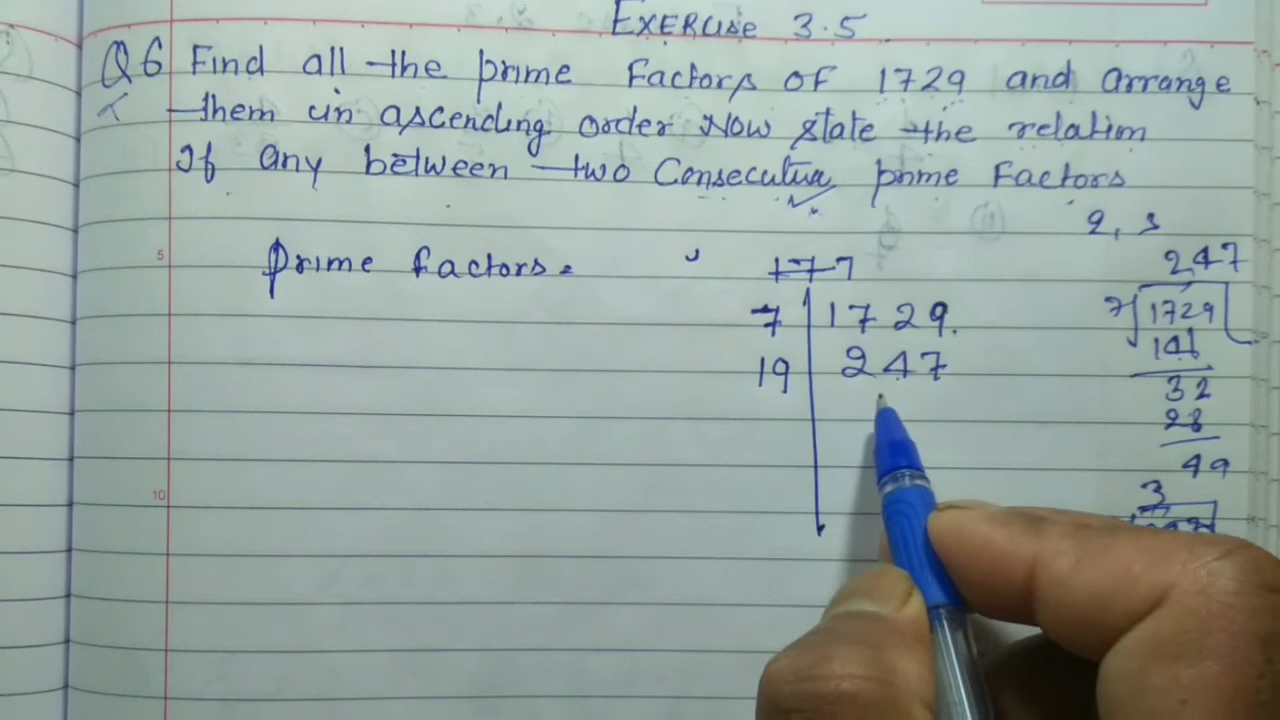 EXERCISE 3.5
Q6 Find all the prime Factors OF 1729 and arrange
them in ascending order Now state the relation
If any between two Consecutive prime Factors
2, 3
Prime factors =
177
247
7 1729.
7 1729
19 247
14
32
28
49
3